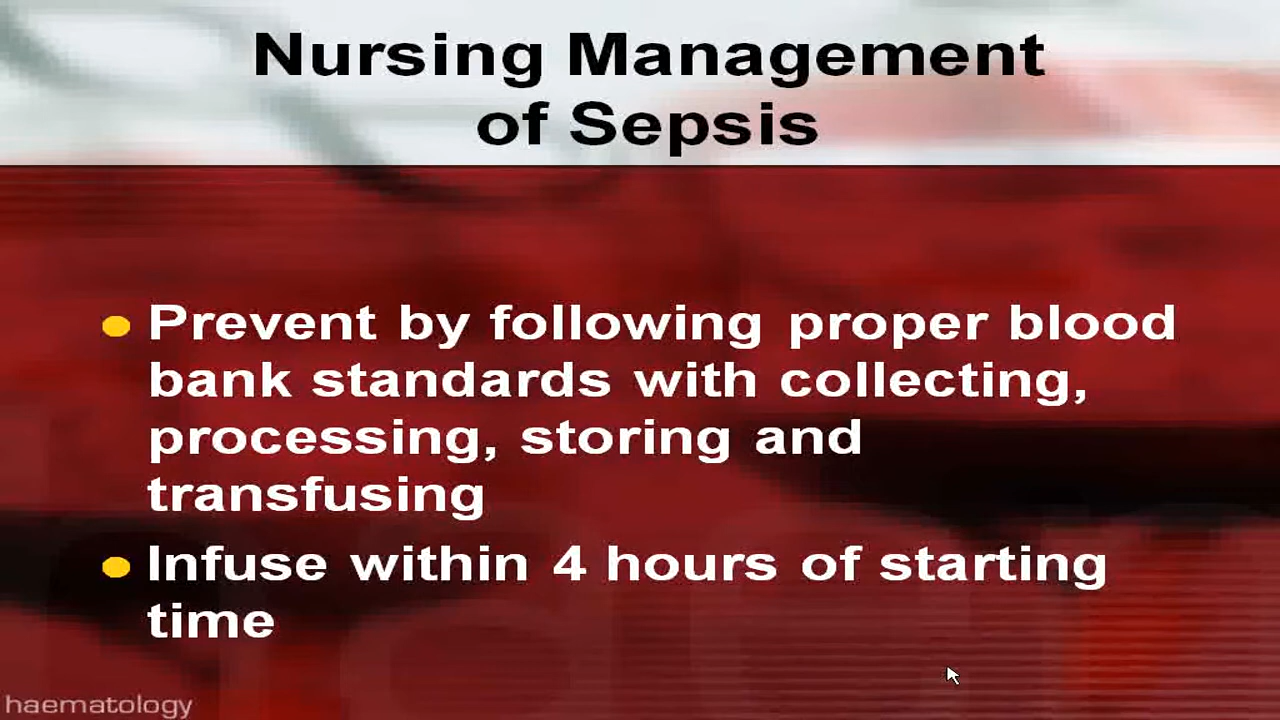 Nursing Management
of Sepsis
Prevent by following proper blood
bank standards with collecting,
processing, storing and
transfusing
Infuse within 4 hours of starting
time
haematology